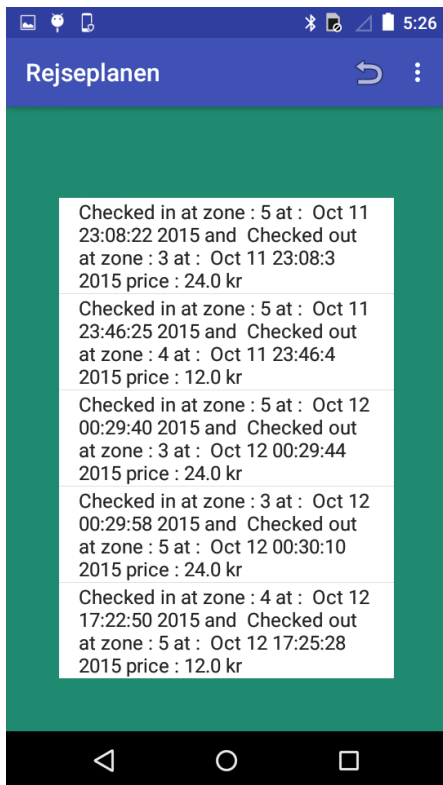 5:26
Rejseplanen
Checked in at zone : 5 at :  Oct 11
23:08:22 2015 and  Checked out
at zone : 3 at :  Oct 11 23:08:3
2015 price : 24.0 kr
Checked in at zone : 5 at :  Oct 11
23:46:25 2015 and  Checked out
at zone : 4 at :  Oct 11 23:46:4
2015 price : 12.0 kr
Checked in at zone : 5 at :  Oct 12
00:29:40 2015 and  Checked out
at zone : 3 at :  Oct 12 00:29:44
2015 price : 24.0 kr
Checked in at zone : 3 at :  Oct 12
00:29:58 2015 and  Checked out
at zone : 5 at :  Oct 12 00:30:10
2015 price : 24.0 kr
Checked in at zone : 4 at :  Oct 12
17:22:50 2015 and  Checked out
at zone : 5 at :  Oct 12 17:25:28
2015 price : 12.0 kr